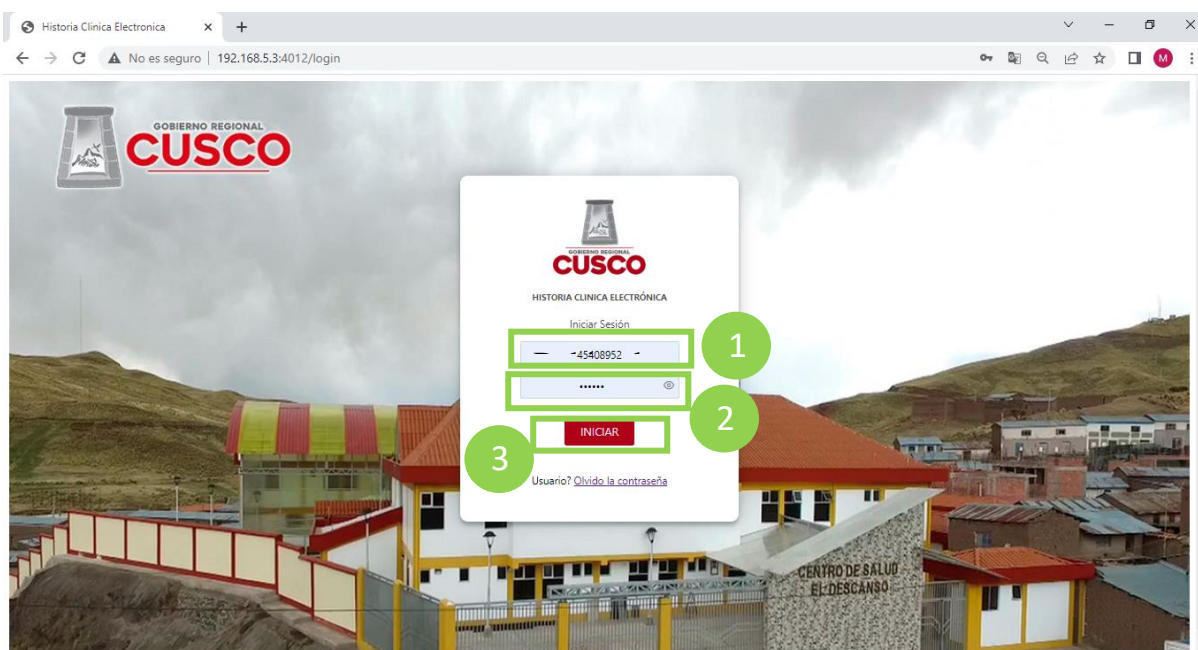 Historia Clinica Electronica
No es seguro | 192.168.5.3:4012/login
M
GOBIERNO REGIONAL
CUSCO
GOBIERNO REGIONAL
CUSCO
HISTORIA CLINICA ELECTRÓNICA
Iniciar Sesión
45408952
1
••••••
2
INICIAR
3
Usuario? Olvido la contraseña
CENTRO DE SALUD
EL DESCANSO